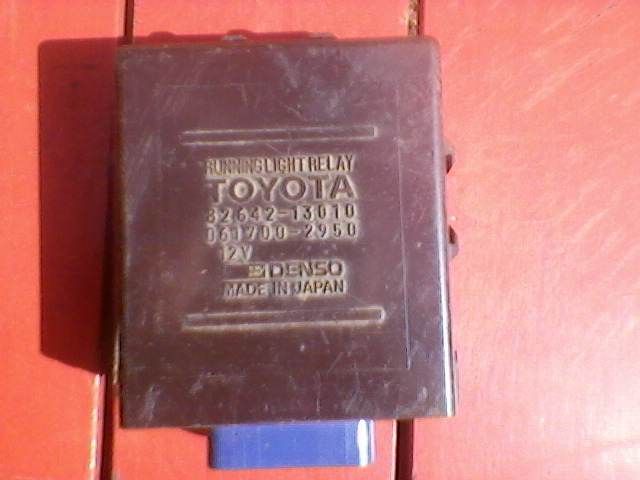 RUNNING LIGHT RELAY
TOYOTA
82642-13010
061700-2950
12V
DENSO
MADE IN JAPAN